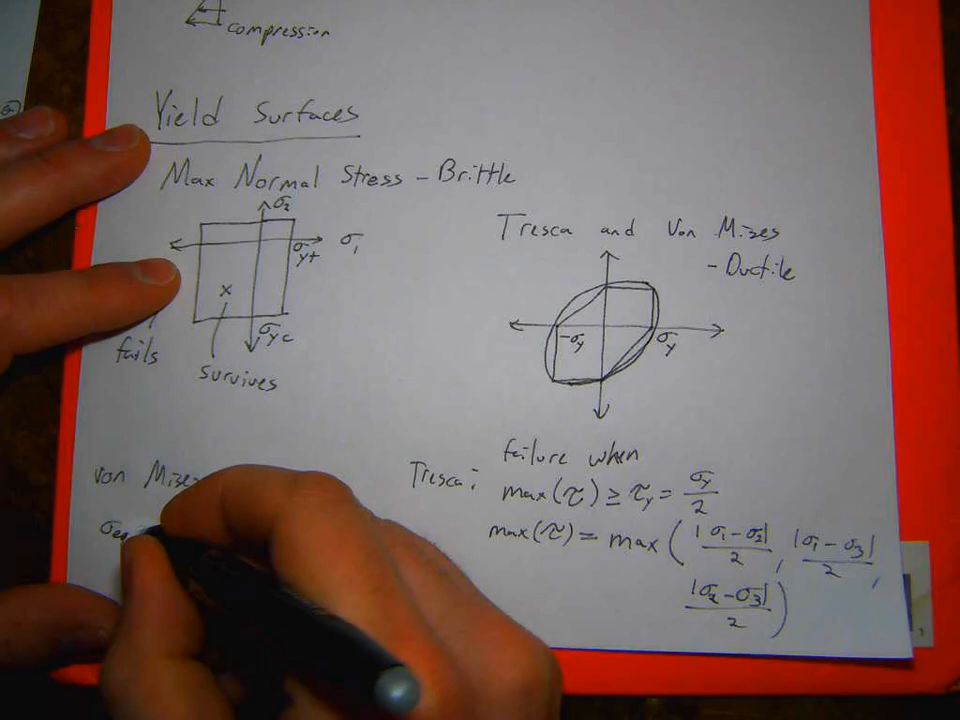 compression
Yield Surfaces
Max Normal Stress - Brittle
σ₂
σ₁
σyt
σyc
fails
survives
Tresca and Von Mises
- Ductile
-σy
σy
von Mises
Tresca: failure when
max(τ) ≥ τy = σy/2
max(τ) = max( |σ₁-σ₂|/2, |σ₁-σ₃|/2,
|σ₂-σ₃|/2 )